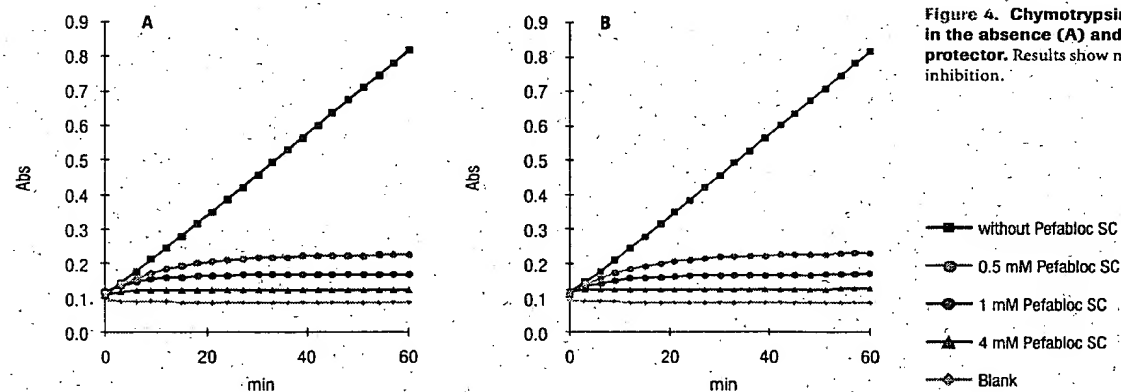 A
Abs
0.9
0.8
0.7
0.6
0.5
0.4
0.3
0.2
0.1
0.0
0
20
40
60
min
B
Abs
0.9
0.8
0.7
0.6
0.5
0.4
0.3
0.2
0.1
0.0
0
20
40
60
min
Figure 4. Chymotrypsin
in the absence (A) and
protector. Results show
inhibition.
without Pefabloc SC
0.5 mM Pefabloc SC
1 mM Pefabloc SC
4 mM Pefabloc SC
Blank